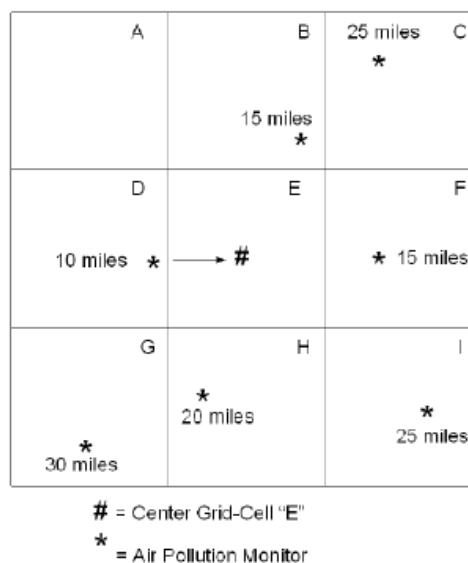 A B 25 miles C
*
15 miles
*
D E F
10 miles * # * 15 miles
G H I
* 20 miles
* 25 miles
* 30 miles
# = Center Grid-Cell "E"
* = Air Pollution Monitor